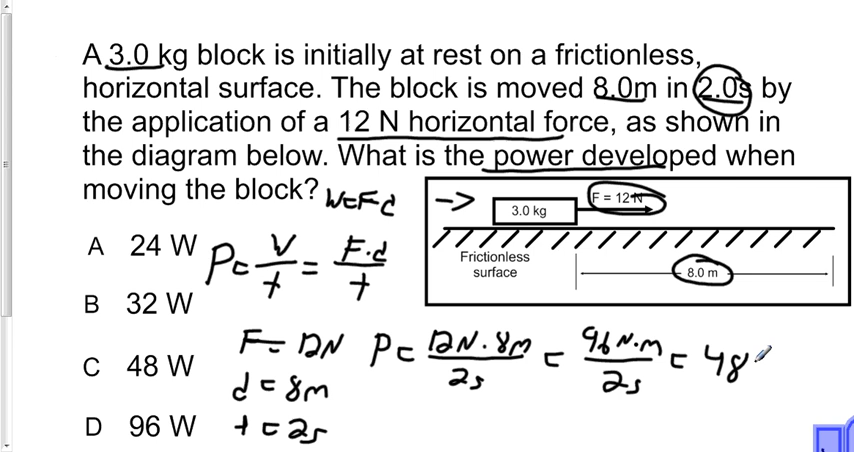 A 3.0 kg block is initially at rest on a frictionless,
horizontal surface. The block is moved 8.0m in 2.0s by
the application of a 12 N horizontal force, as shown in
the diagram below. What is the power developed when
moving the block? W=Fd
F = 12 N
3.0 kg
Frictionless
surface
8.0 m
A 24 W
P = W/t = F·d/t
B 32 W
C 48 W
D 96 W
F = 12N
d = 8m
t = 2s
P = 12N·8m/2s = 96N·m/2s = 48